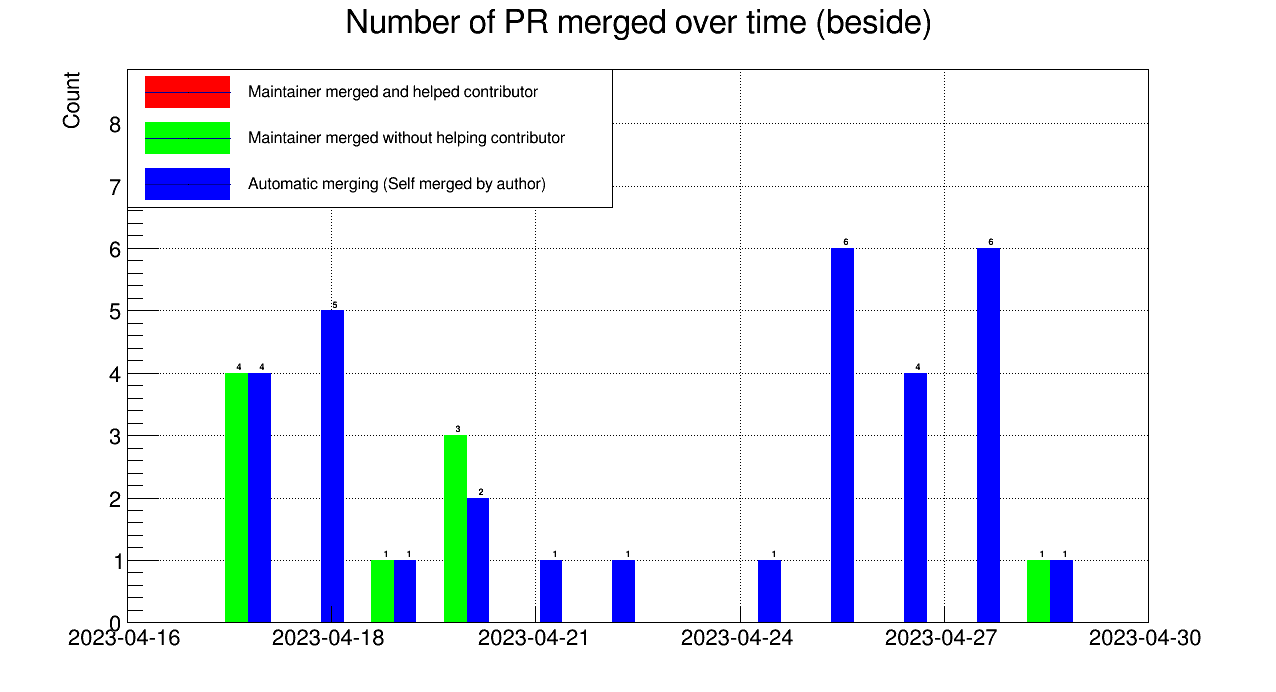 Number of PR merged over time (beside)
Count
Maintainer merged and helped contributor
Maintainer merged without helping contributor
Automatic merging (Self merged by author)
8
7
6
5
4
3
2
1
0
4 4 5 1 1 3 2 1 1 1 6 4 6 1 1
2023-04-16 2023-04-18 2023-04-21 2023-04-24 2023-04-27 2023-04-30